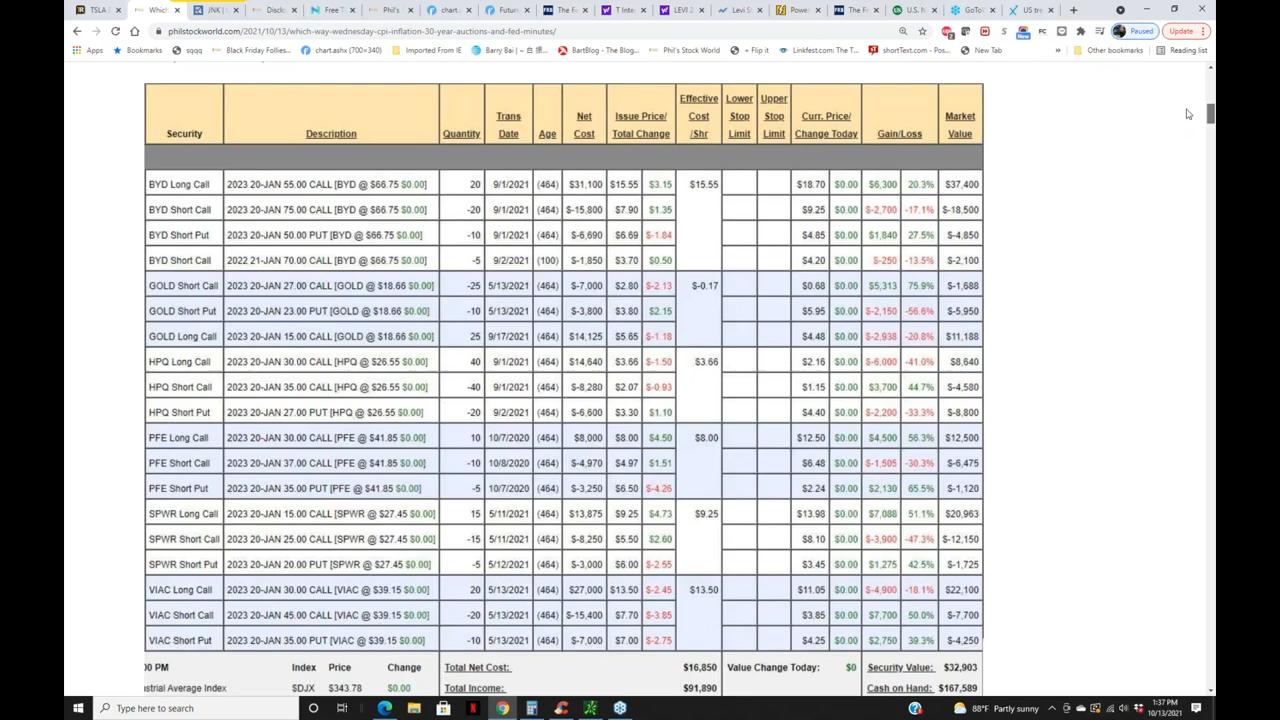 TSLA
Which
JNK (
Disclo
Free T
Phil's
chart
Future
The Fe
T Inte
LEVI 2
Levi St
Power
The Fe
U.S. Fu
GoToV
US tre
philstockworld.com/2021/10/13/which-way-wednesday-cpi-inflation-30-year-auctions-and-fed-minutes/
Paused
Update
Apps Bookmarks sqqq Black Friday Follies... chart.ashx (700×340) Imported From IE BartBlog - The Blog... Phil's Stock World + Flip it Linkfest.com: The T... shortText.com - Pos... New Tab » Other bookmarks Reading list
Security Description Quantity Trans Date Age Net Cost Issue Price/ Total Change Effective Cost /Shr Lower Stop Limit Upper Stop Limit Curr. Price/ Change Today Gain/Loss Market Value
BYD Long Call 2023 20-JAN 55.00 CALL [BYD @ $66.75 $0.00] 20 9/1/2021 (464) $31,100 $15.55 $3.15 $15.55 $18.70 $0.00 $6,300 20.3% $37,400
BYD Short Call 2023 20-JAN 75.00 CALL [BYD @ $66.75 $0.00] -20 9/1/2021 (464) $-15,800 $7.90 $1.35 $9.25 $0.00 $-2,700 -17.1% $-18,500
BYD Short Put 2023 20-JAN 50.00 PUT [BYD @ $66.75 $0.00] -10 9/1/2021 (464) $-6,690 $6.69 $-1.84 $4.85 $0.00 $1,840 27.5% $-4,850
BYD Short Call 2022 21-JAN 70.00 CALL [BYD @ $66.75 $0.00] -5 9/2/2021 (100) $-1,850 $3.70 $0.50 $4.20 $0.00 $-250 -13.5% $-2,100
GOLD Short Call 2023 20-JAN 27.00 CALL [GOLD @ $18.66 $0.00] -25 5/13/2021 (464) $-7,000 $2.80 $-2.13 $-0.17 $0.68 $0.00 $5,313 75.9% $-1,688
GOLD Short Put 2023 20-JAN 23.00 PUT [GOLD @ $18.66 $0.00] -10 5/13/2021 (464) $-3,800 $3.80 $2.15 $5.95 $0.00 $-2,150 -56.6% $-5,950
GOLD Long Call 2023 20-JAN 15.00 CALL [GOLD @ $18.66 $0.00] 25 9/17/2021 (464) $14,125 $5.65 $-1.18 $4.48 $0.00 $-2,938 -20.8% $11,188
HPQ Long Call 2023 20-JAN 30.00 CALL [HPQ @ $26.55 $0.00] 40 9/1/2021 (464) $14,640 $3.66 $-1.50 $3.66 $2.16 $0.00 $-6,000 -41.0% $8,640
HPQ Short Call 2023 20-JAN 35.00 CALL [HPQ @ $26.55 $0.00] -40 9/1/2021 (464) $-8,280 $2.07 $-0.93 $1.15 $0.00 $3,700 44.7% $-4,580
HPQ Short Put 2023 20-JAN 27.00 PUT [HPQ @ $26.55 $0.00] -20 9/2/2021 (464) $-6,600 $3.30 $1.10 $4.40 $0.00 $-2,200 -33.3% $-8,800
PFE Long Call 2023 20-JAN 30.00 CALL [PFE @ $41.85 $0.00] 10 10/7/2020 (464) $8,000 $8.00 $4.50 $8.00 $12.50 $0.00 $4,500 56.3% $12,500
PFE Short Call 2023 20-JAN 37.00 CALL [PFE @ $41.85 $0.00] -10 10/8/2020 (464) $-4,970 $4.97 $1.51 $6.48 $0.00 $-1,505 -30.3% $-6,475
PFE Short Put 2023 20-JAN 35.00 PUT [PFE @ $41.85 $0.00] -5 10/7/2020 (464) $-3,250 $6.50 $-4.26 $2.24 $0.00 $2,130 65.5% $-1,120
SPWR Long Call 2023 20-JAN 15.00 CALL [SPWR @ $27.45 $0.00] 15 5/11/2021 (464) $13,875 $9.25 $4.73 $9.25 $13.98 $0.00 $7,088 51.1% $20,963
SPWR Short Call 2023 20-JAN 25.00 CALL [SPWR @ $27.45 $0.00] -15 5/11/2021 (464) $-8,250 $5.50 $2.60 $8.10 $0.00 $-3,900 -47.3% $-12,150
SPWR Short Put 2023 20-JAN 20.00 PUT [SPWR @ $27.45 $0.00] -5 5/12/2021 (464) $-3,000 $6.00 $-2.55 $3.45 $0.00 $1,275 42.5% $-1,725
VIAC Long Call 2023 20-JAN 30.00 CALL [VIAC @ $39.15 $0.00] 20 5/13/2021 (464) $27,000 $13.50 $-2.45 $13.50 $11.05 $0.00 $-4,900 -18.1% $22,100
VIAC Short Call 2023 20-JAN 45.00 CALL [VIAC @ $39.15 $0.00] -20 5/13/2021 (464) $-15,400 $7.70 $-3.85 $3.85 $0.00 $7,700 50.0% $-7,700
VIAC Short Put 2023 20-JAN 35.00 PUT [VIAC @ $39.15 $0.00] -10 5/13/2021 (464) $-7,000 $7.00 $-2.75 $4.25 $0.00 $2,750 39.3% $-4,250
00 PM Index Price Change Total Net Cost: $16,850 Value Change Today: $0 Security Value: $32,903
ustrial Average Index $DJX $343.78 $0.00 Total Income: $91,890 Cash on Hand: $167,589
Type here to search
88°F Partly sunny
1:37 PM
10/13/2021